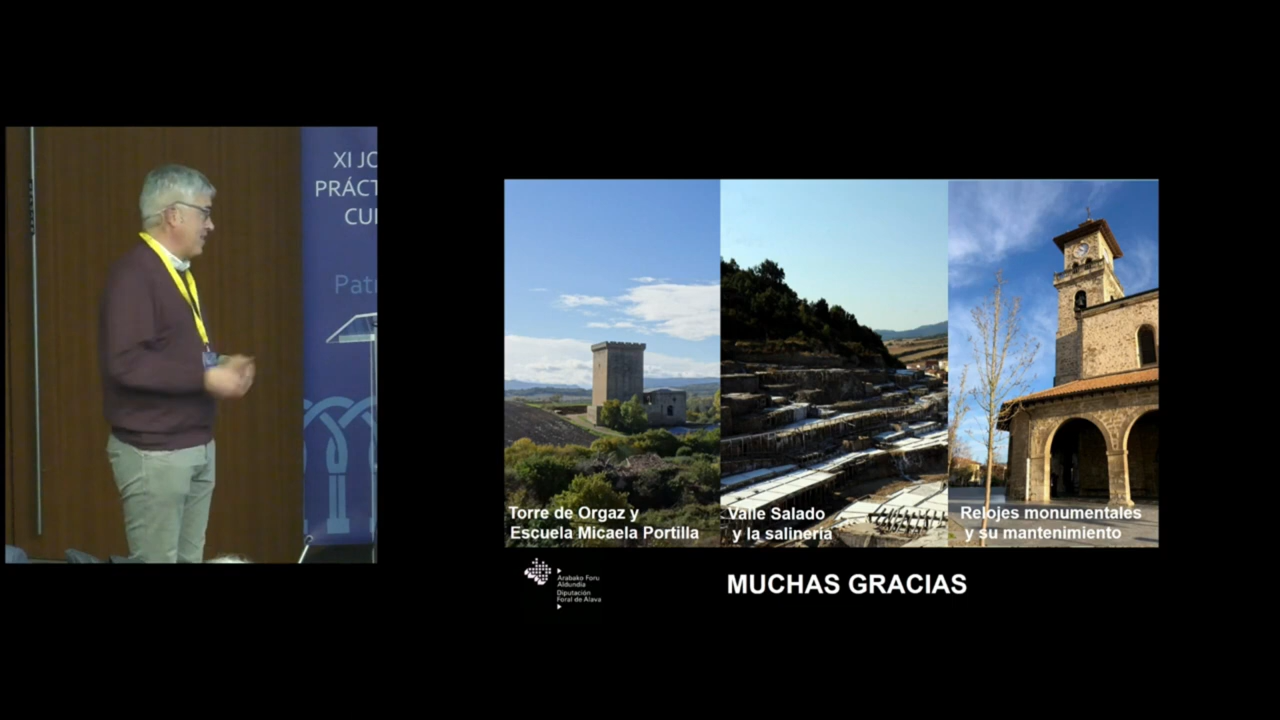 XI JO
PRÁCT
CUI
Patr
Torre de Orgaz y
Escuela Micaela Portilla
Valle Salado
y la salinería
Relojes monumentales
y su mantenimiento
Arabako Foru
Aldundia
Diputación
Foral de Álava
MUCHAS GRACIAS